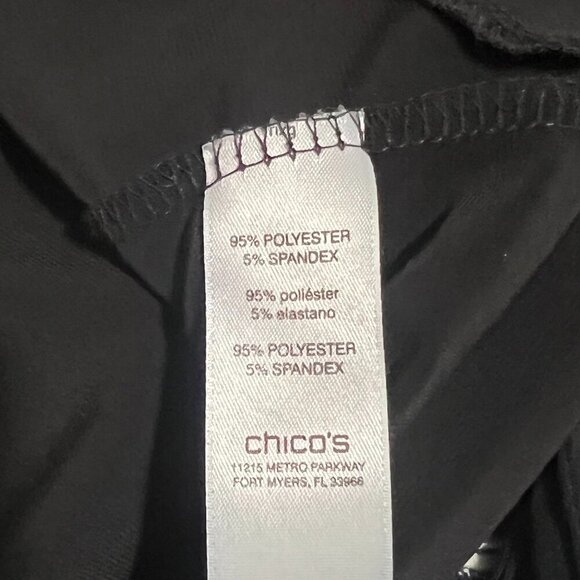 95% POLYESTER
5% SPANDEX
95% poliéster
5% elastano
95% POLYESTER
5% SPANDEX
chico's
11215 METRO PARKWAY
FORT MYERS, FL 33966